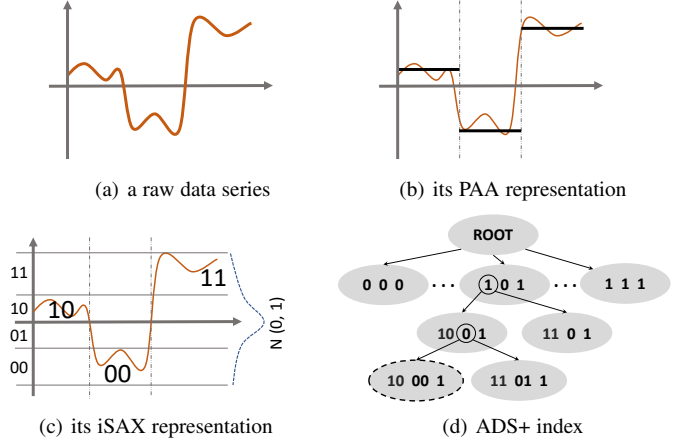 (a) a raw data series
(b) its PAA representation
11
10
01
00
10
00
11
N (0, 1)
(c) its iSAX representation
ROOT
0 0 0
. . .
1 0 1
. . .
1 1 1
10 0 1
11 0 1
10 00 1
11 01 1
(d) ADS+ index